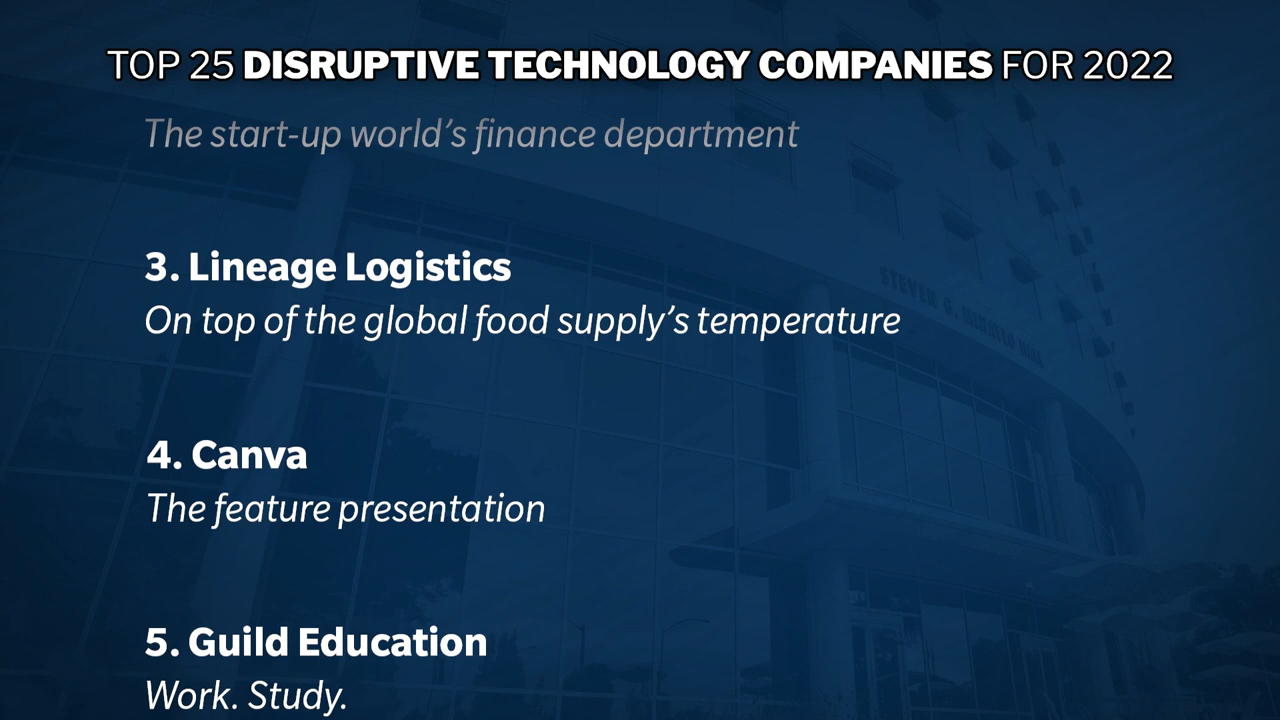 TOP 25 DISRUPTIVE TECHNOLOGY COMPANIES FOR 2022
The start-up world’s finance department
3. Lineage Logistics
On top of the global food supply’s temperature
4. Canva
The feature presentation
5. Guild Education
Work. Study.